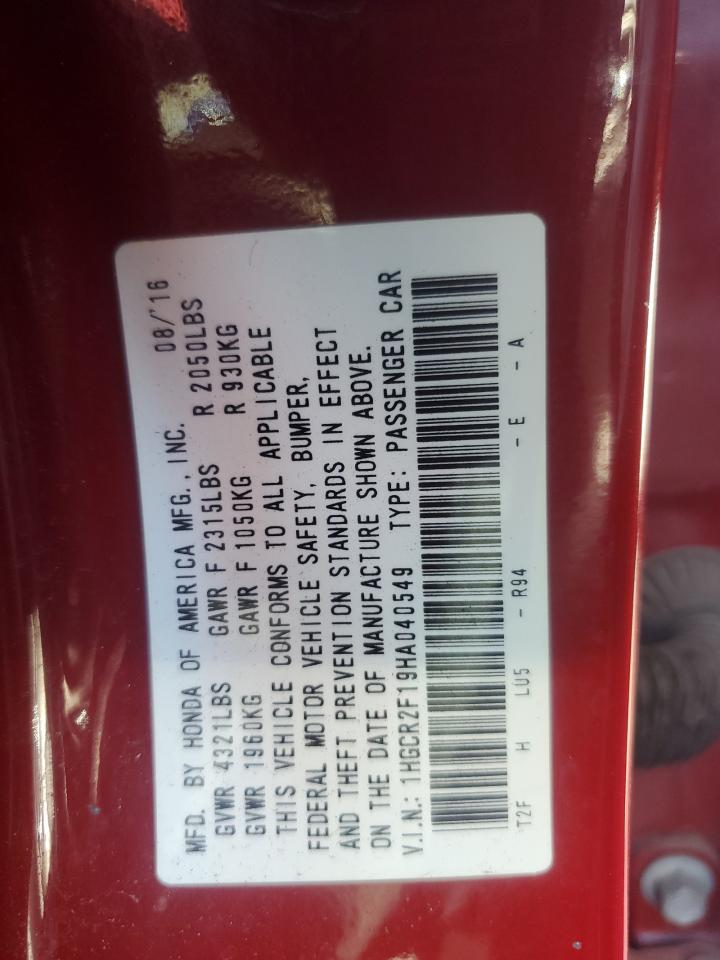 MFD. BY HONDA OF AMERICA MFG., INC. 08/'16
GVWR 4321LBS GAWR F 2315LBS R 2050LBS
GVWR 1960KG GAWR F 1050KG R 930KG
THIS VEHICLE CONFORMS TO ALL APPLICABLE
FEDERAL MOTOR VEHICLE SAFETY, BUMPER,
AND THEFT PREVENTION STANDARDS IN EFFECT
ON THE DATE OF MANUFACTURE SHOWN ABOVE.
V.I.N.: 1HGCR2F19HA040549 TYPE: PASSENGER CAR
T2F H LU5 - R94 - E - A